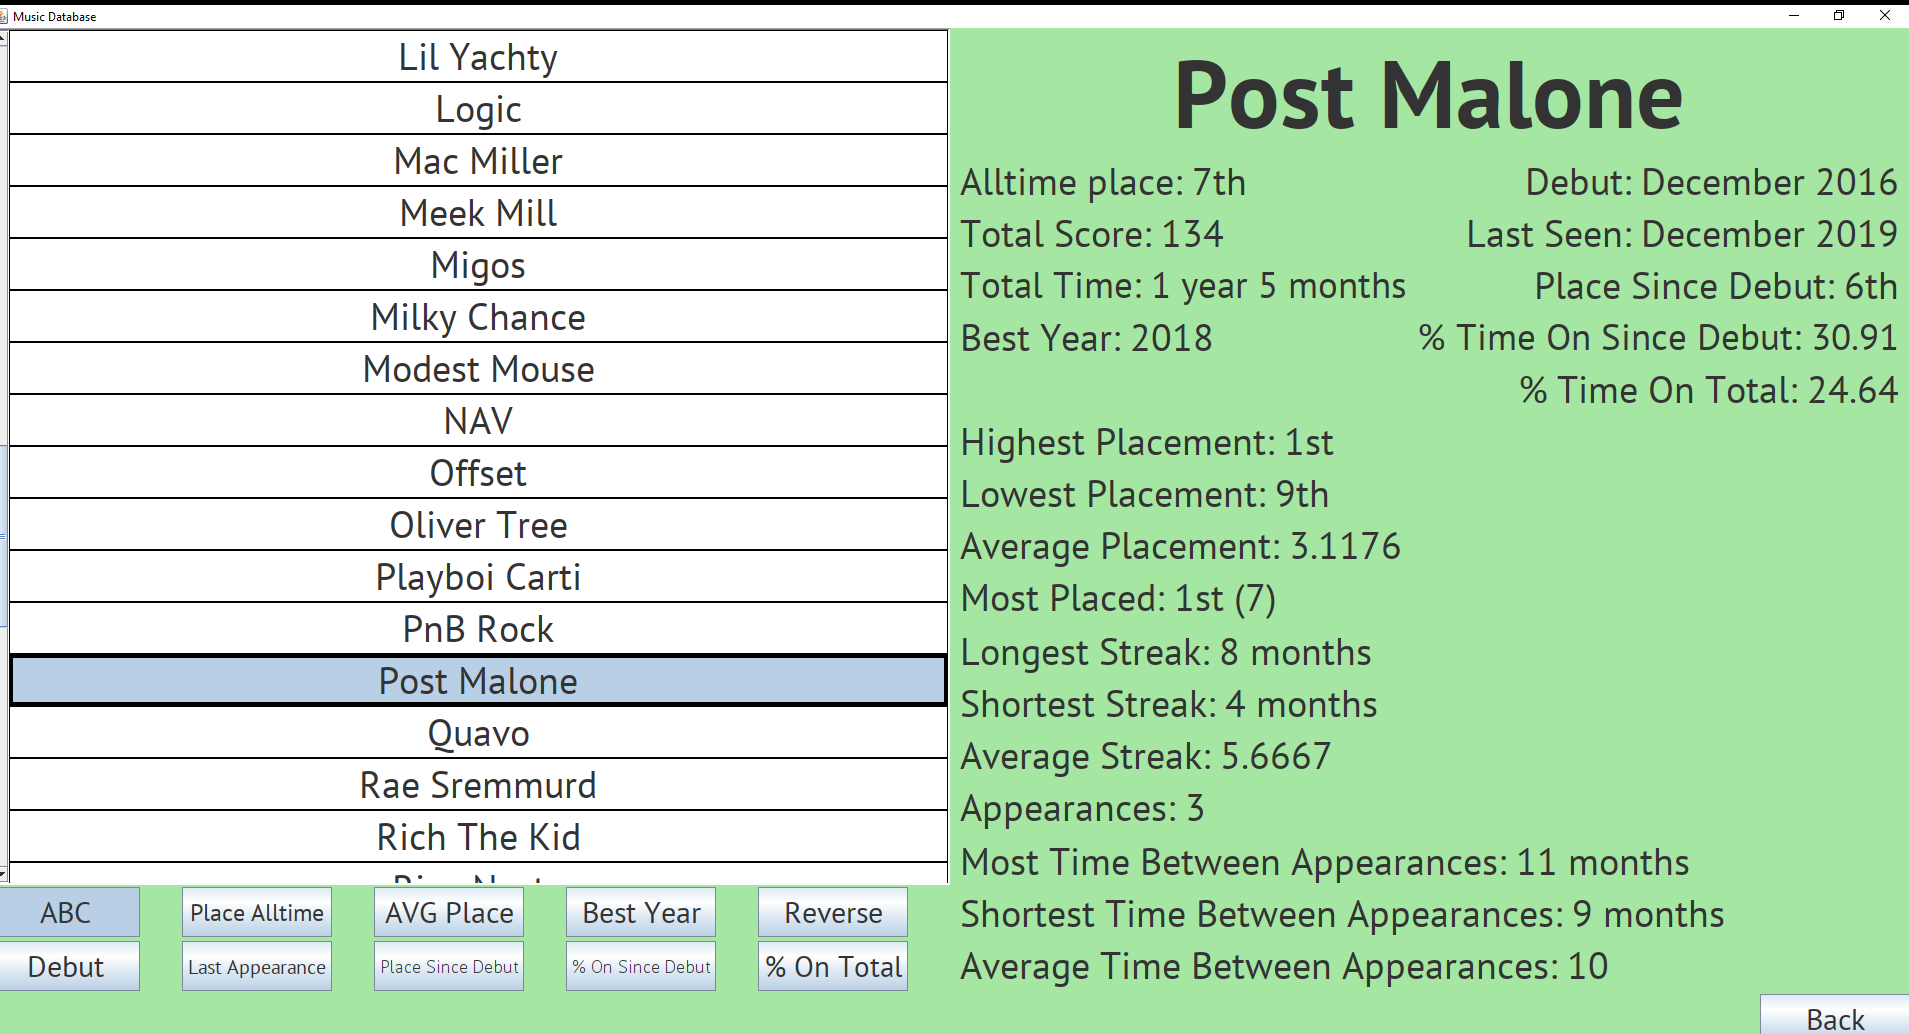 Music Database
Lil Yachty
Logic
Mac Miller
Meek Mill
Migos
Milky Chance
Modest Mouse
NAV
Offset
Oliver Tree
Playboi Carti
PnB Rock
Post Malone
Quavo
Rae Sremmurd
Rich The Kid
ABC
Place Alltime
AVG Place
Best Year
Reverse
Debut
Last Appearance
Place Since Debut
% On Since Debut
% On Total
Post Malone
Alltime place: 7th
Debut: December 2016
Total Score: 134
Last Seen: December 2019
Total Time: 1 year 5 months
Place Since Debut: 6th
Best Year: 2018
% Time On Since Debut: 30.91
% Time On Total: 24.64
Highest Placement: 1st
Lowest Placement: 9th
Average Placement: 3.1176
Most Placed: 1st (7)
Longest Streak: 8 months
Shortest Streak: 4 months
Average Streak: 5.6667
Appearances: 3
Most Time Between Appearances: 11 months
Shortest Time Between Appearances: 9 months
Average Time Between Appearances: 10
Back